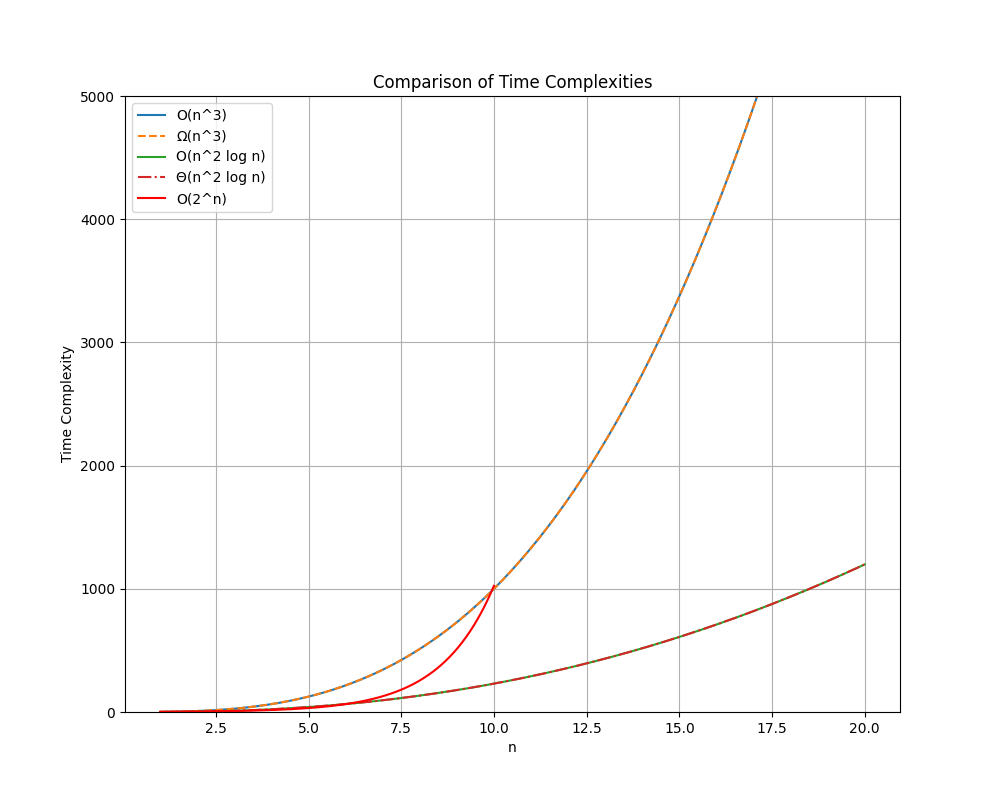 Comparison of Time Complexities
O(n^3)
Ω(n^3)
O(n^2 log n)
Θ(n^2 log n)
O(2^n)
5000
4000
3000
2000
1000
0
Time Complexity
2.5 5.0 7.5 10.0 12.5 15.0 17.5 20.0
n